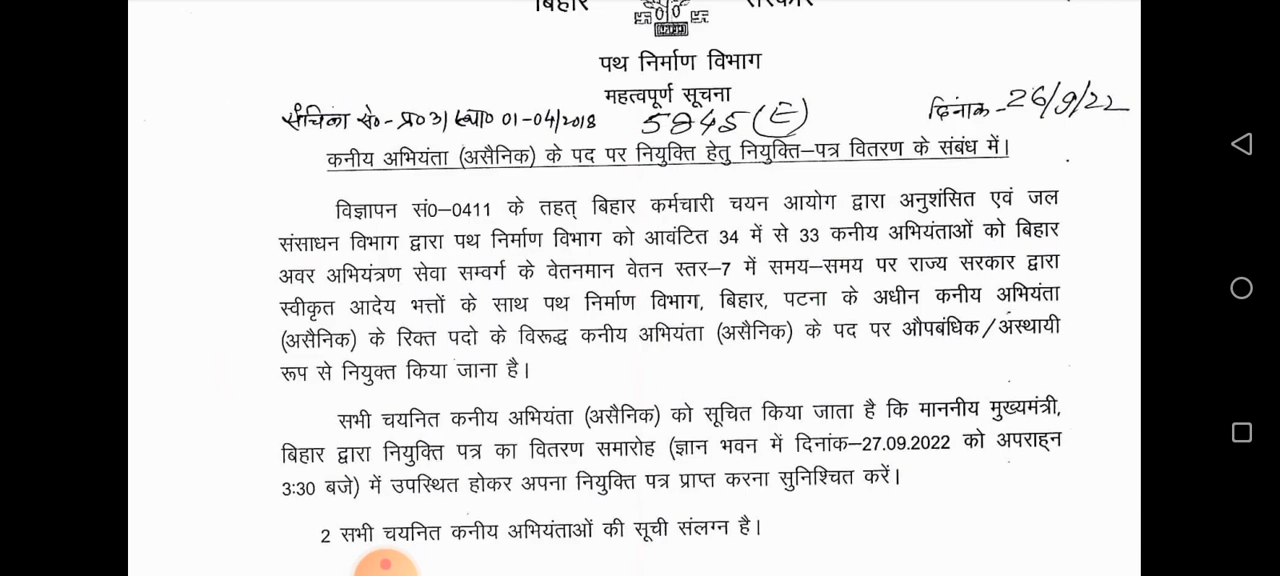 बिहार सरकार
पथ निर्माण विभाग
महत्वपूर्ण सूचना
संचिका सं०- प्र०3/स्था० 01-04/2018 5845(E) दिनांक-26/9/22
कनीय अभियंता (असैनिक) के पद पर नियुक्ति हेतु नियुक्ति-पत्र वितरण के संबंध में।
विज्ञापन सं0-0411 के तहत् बिहार कर्मचारी चयन आयोग द्वारा अनुशंसित एवं जल
संसाधन विभाग द्वारा पथ निर्माण विभाग को आवंटित 34 में से 33 कनीय अभियंताओं को बिहार
अवर अभियंत्रण सेवा सम्वर्ग के वेतनमान वेतन स्तर-7 में समय-समय पर राज्य सरकार द्वारा
स्वीकृत आदेय भत्तों के साथ पथ निर्माण विभाग, बिहार, पटना के अधीन कनीय अभियंता
(असैनिक) के रिक्त पदो के विरूद्ध कनीय अभियंता (असैनिक) के पद पर औपबंधिक/अस्थायी
रूप से नियुक्त किया जाना है।
सभी चयनित कनीय अभियंता (असैनिक) को सूचित किया जाता है कि माननीय मुख्यमंत्री,
बिहार द्वारा नियुक्ति पत्र का वितरण समारोह (ज्ञान भवन में दिनांक-27.09.2022 को अपराह्न
3:30 बजे) में उपस्थित होकर अपना नियुक्ति पत्र प्राप्त करना सुनिश्चित करें।
2 सभी चयनित कनीय अभियंताओं की सूची संलग्न है।